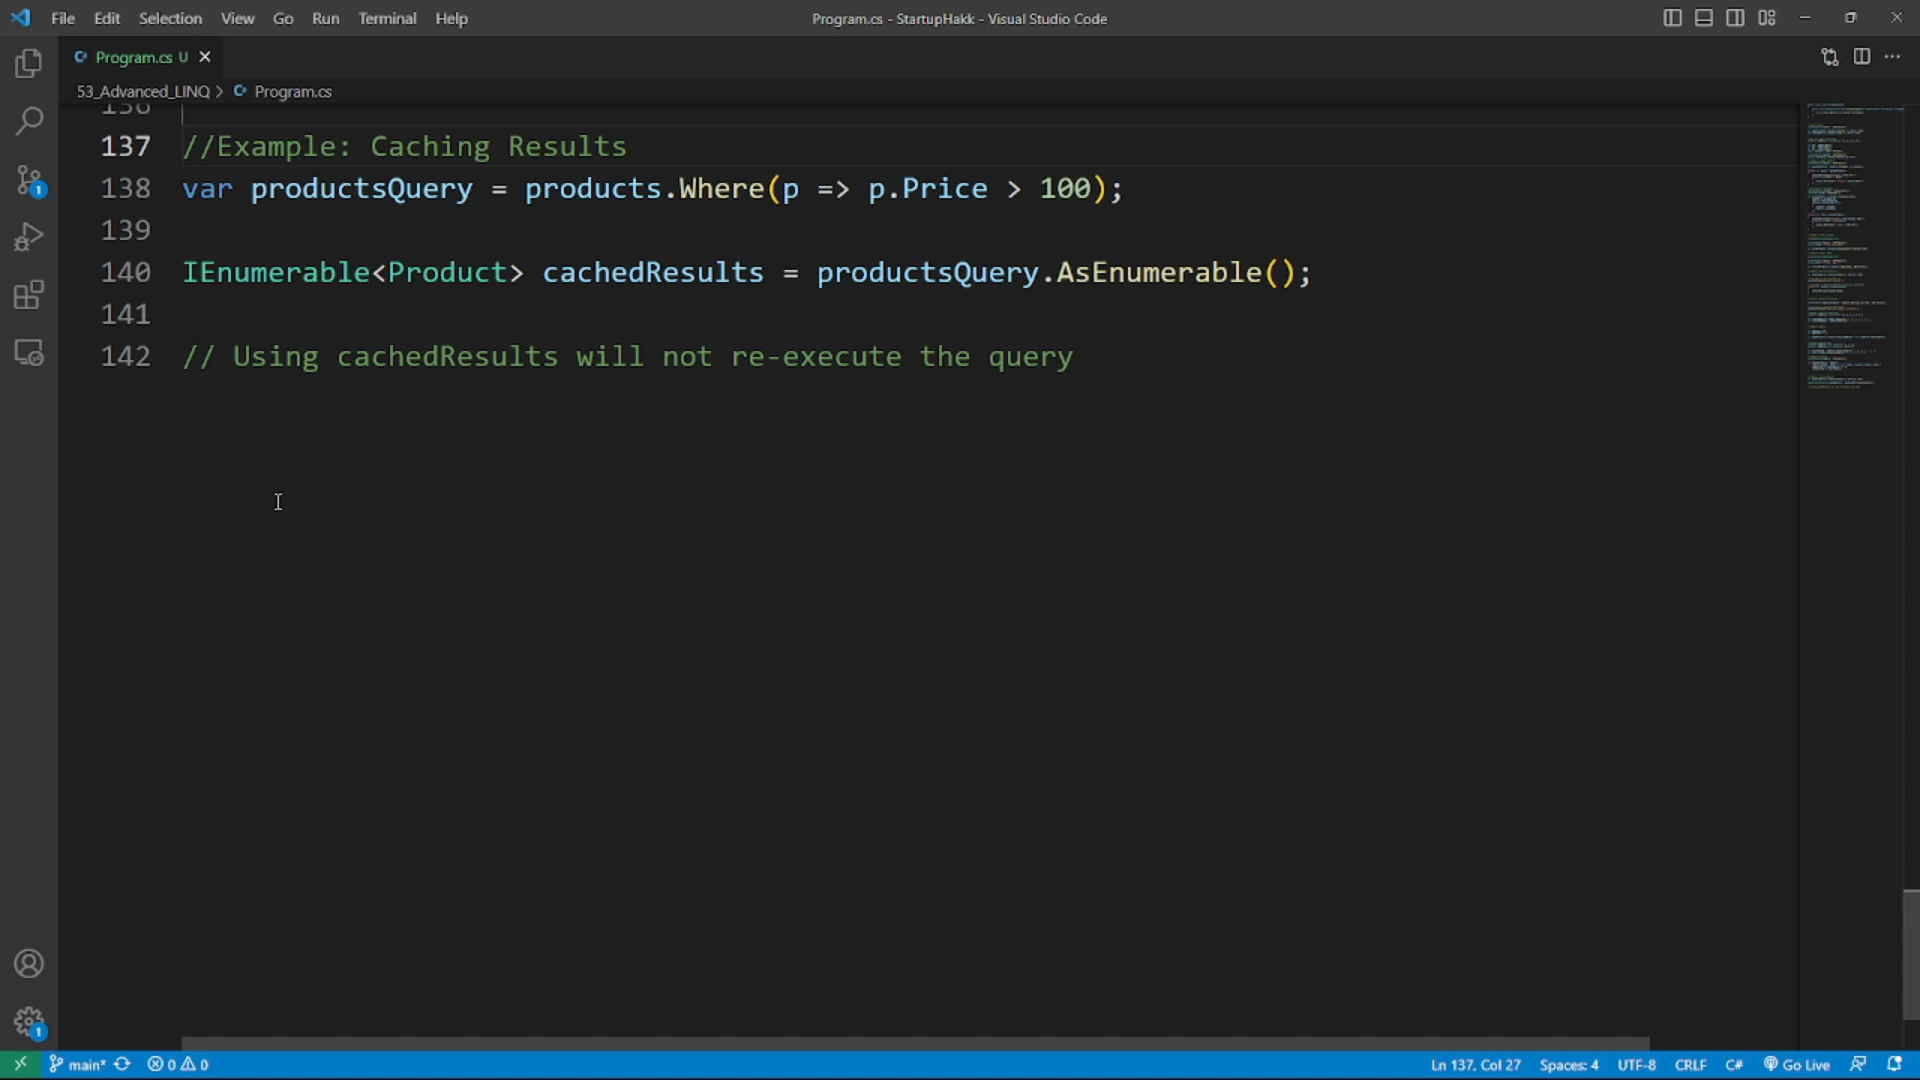 File Edit Selection View Go Run Terminal Help
Program.cs - StartupHakk - Visual Studio Code
Program.cs U
53_Advanced_LINQ > Program.cs
136
137 //Example: Caching Results
138 var productsQuery = products.Where(p => p.Price > 100);
139
140 IEnumerable<Product> cachedResults = productsQuery.AsEnumerable();
141
142 // Using cachedResults will not re-execute the query
1
1
main* 0 0 Ln 137, Col 27 Spaces: 4 UTF-8 CRLF C# Go Live